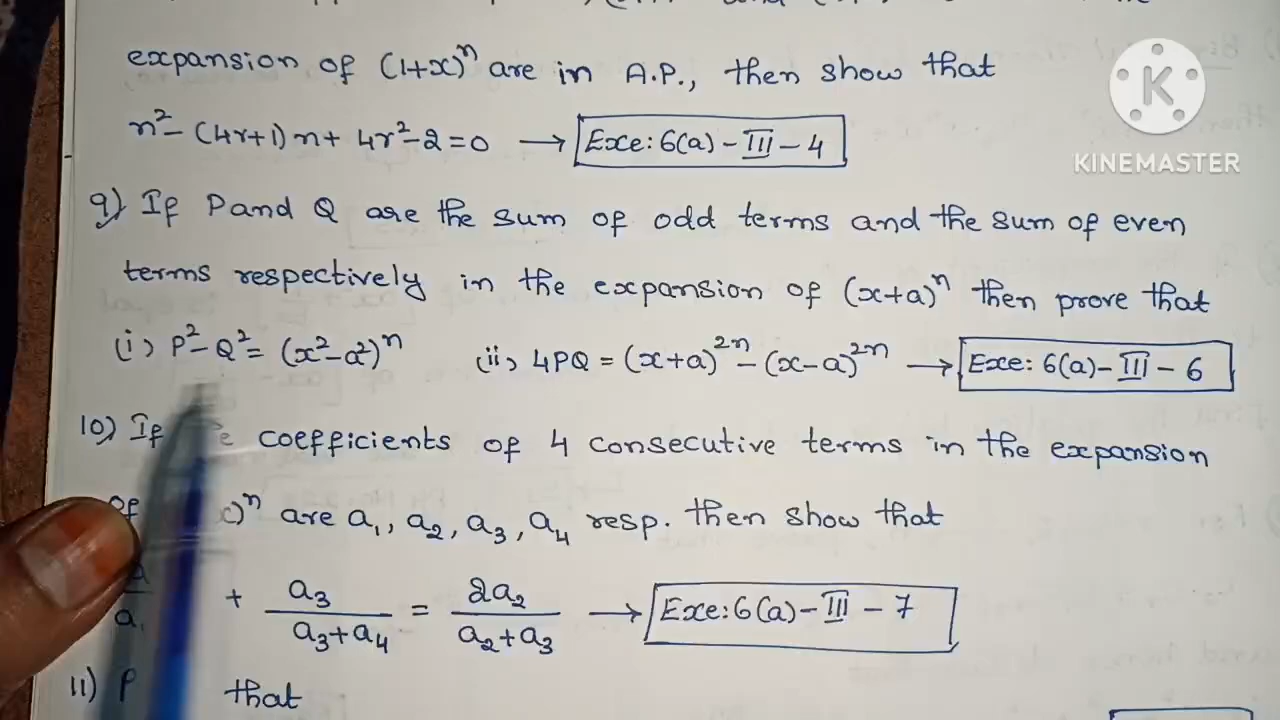 expansion of (1+x)^n are in A.P., then show that
n²-(4r+1)n+4r²-2=0 → Exe: 6(a)-III-4
KINEMASTER
9) If P and Q are the sum of odd terms and the sum of even
terms respectively in the expansion of (x+a)^n then prove that
(i) P²-Q²=(x²-a²)^n (ii) 4PQ=(x+a)^2n-(x-a)^2n → Exe: 6(a)-III-6
10) If coefficients of 4 consecutive terms in the expansion
of x)^n are a₁, a₂, a₃, a₄ resp. then show that
+ a₃/(a₃+a₄) = 2a₂/(a₂+a₃) → Exe: 6(a)-III-7
11) P that